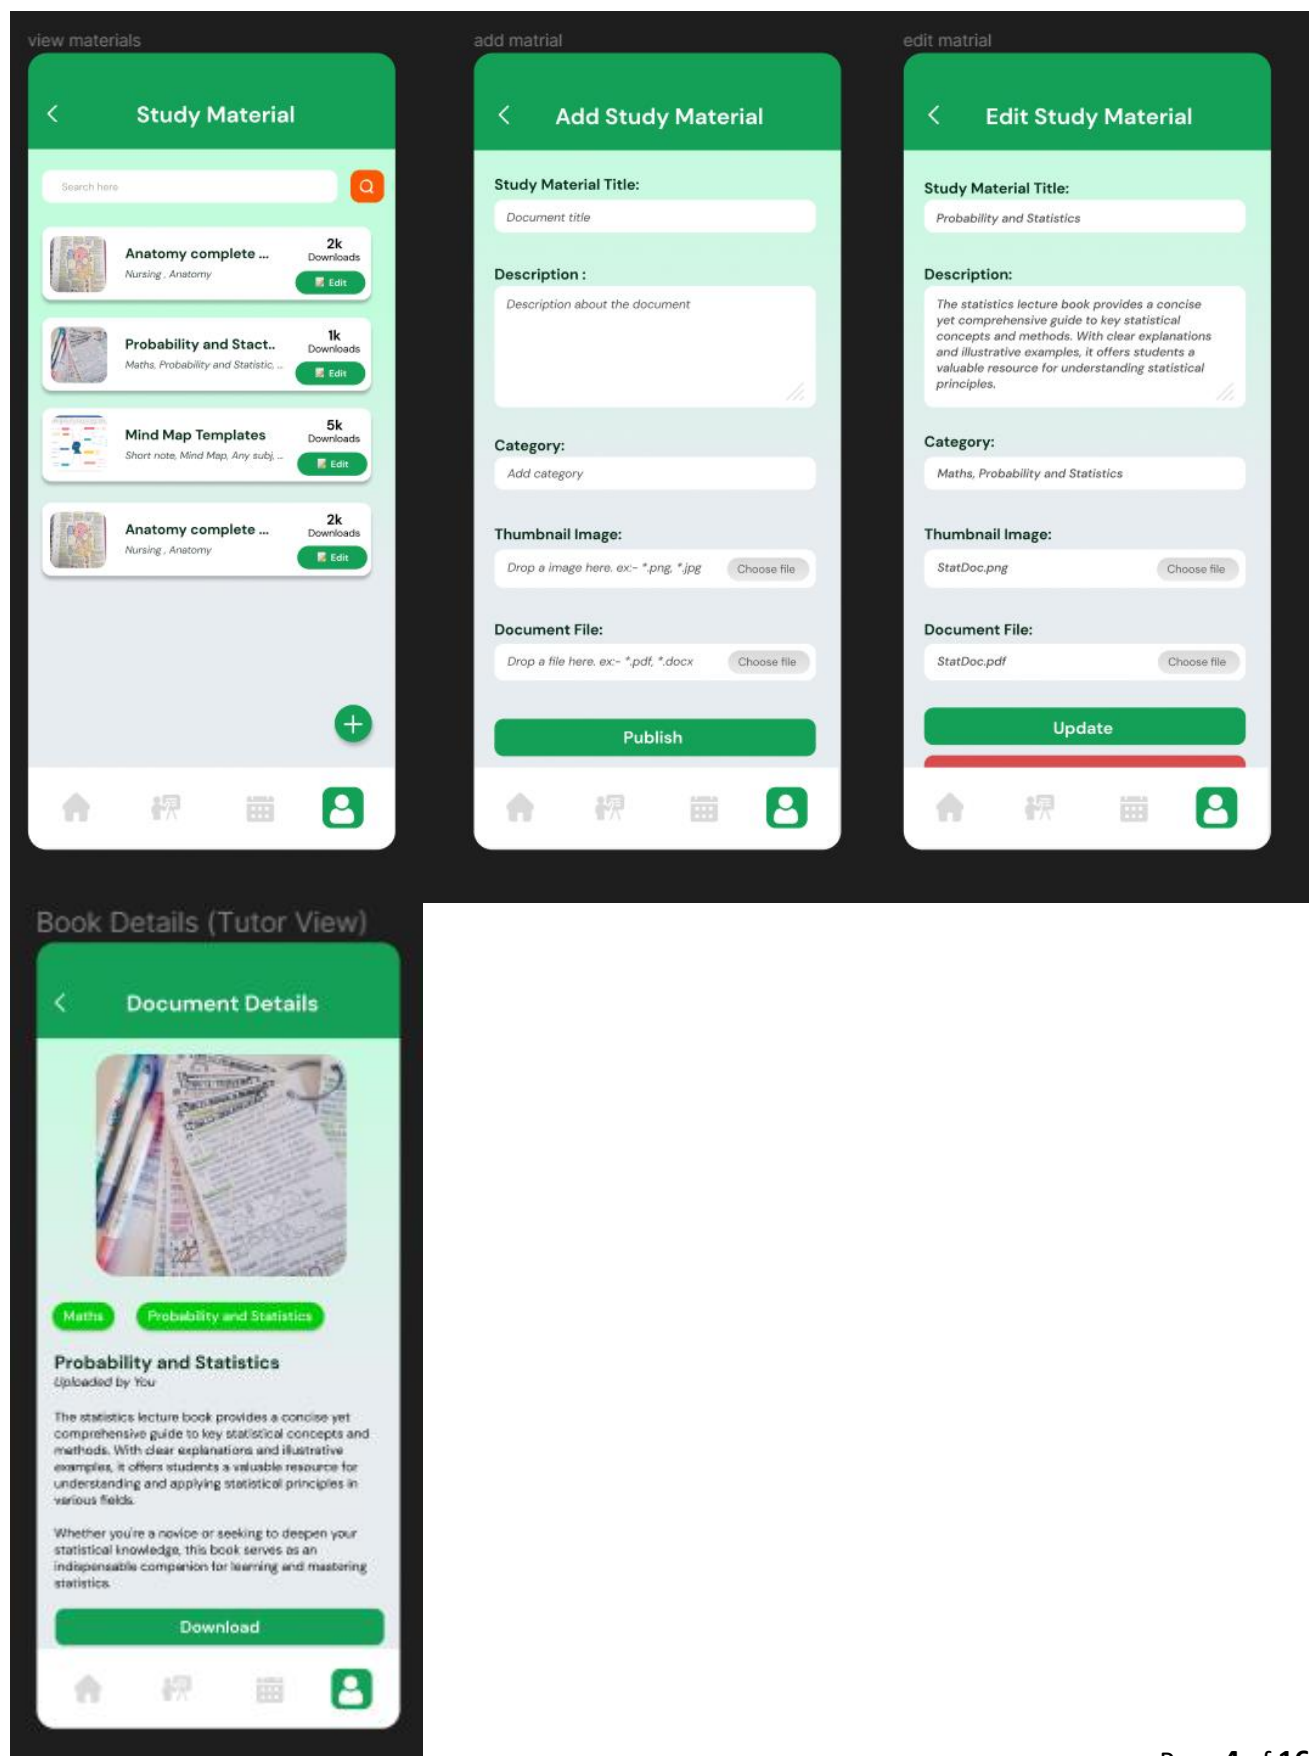 view materials
Study Material
Search here
Anatomy complete ...
Nursing , Anatomy
2k
Downloads
Edit
Probability and Stact..
Maths, Probability and Statistic, ...
1k
Downloads
Edit
Mind Map Templates
Short note, Mind Map, Any subj, ...
5k
Downloads
Edit
Anatomy complete ...
Nursing , Anatomy
2k
Downloads
Edit
add matrial
Add Study Material
Study Material Title:
Document title
Description :
Description about the document
Category:
Add category
Thumbnail Image:
Drop a image here. ex:- *.png, *.jpg
Choose file
Document File:
Drop a file here. ex:- *.pdf, *.docx
Choose file
Publish
edit matrial
Edit Study Material
Study Material Title:
Probability and Statistics
Description:
The statistics lecture book provides a concise
yet comprehensive guide to key statistical
concepts and methods. With clear explanations
and illustrative examples, it offers students a
valuable resource for understanding statistical
principles.
Category:
Maths, Probability and Statistics
Thumbnail Image:
StatDoc.png
Choose file
Document File:
StatDoc.pdf
Choose file
Update
Book Details (Tutor View)
Document Details
Maths
Probability and Statistics
Probability and Statistics
Uploaded by You
The statistics lecture book provides a concise yet
comprehensive guide to key statistical concepts and
methods. With clear explanations and illustrative
examples, it offers students a valuable resource for
understanding and applying statistical principles in
various fields.
Whether you're a novice or seeking to deepen your
statistical knowledge, this book serves as an
indispensable companion for learning and mastering
statistics.
Download